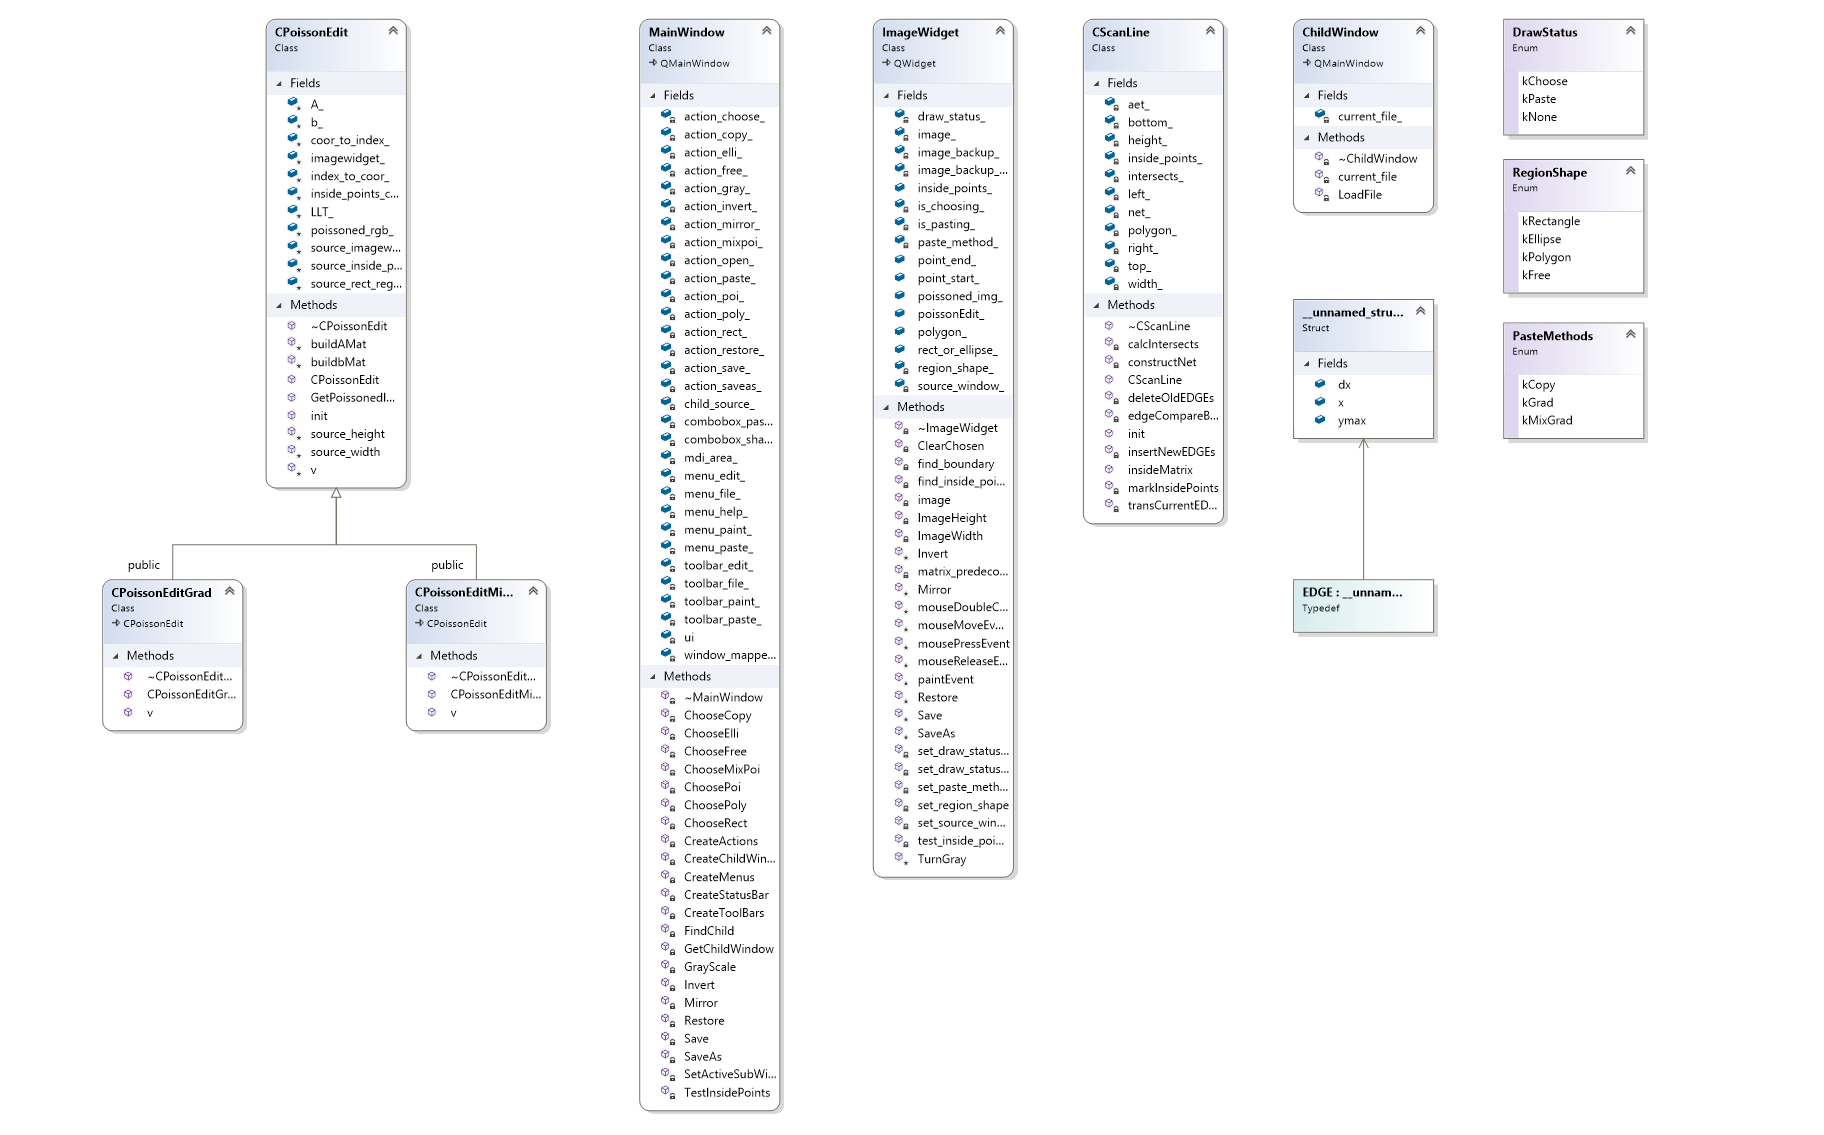 CPoissonEdit
Class
Fields
A_
b_
coor_to_index_
imagewidget_
index_to_coor_
inside_points_c...
LLT_
poissoned_rgb_
source_imagew...
source_inside_p...
source_rect_reg...
Methods
~CPoissonEdit
buildAMat
buildbMat
CPoissonEdit
GetPoissonedI...
init
source_height
source_width
v
public
public
CPoissonEditGrad
Class
CPoissonEdit
Methods
~CPoissonEdit...
CPoissonEditGr...
v
CPoissonEditMi...
Class
CPoissonEdit
Methods
~CPoissonEdit...
CPoissonEditMi...
v
MainWindow
Class
QMainWindow
Fields
action_choose_
action_copy_
action_elli_
action_free_
action_gray_
action_invert_
action_mirror_
action_mixpoi_
action_open_
action_paste_
action_poi_
action_poly_
action_rect_
action_restore_
action_save_
action_saveas_
child_source_
combobox_pas...
combobox_sha...
mdi_area_
menu_edit_
menu_file_
menu_help_
menu_paint_
menu_paste_
toolbar_edit_
toolbar_file_
toolbar_paint_
toolbar_paste_
ui
window_mappe...
Methods
~MainWindow
ChooseCopy
ChooseElli
ChooseFree
ChooseMixPoi
ChoosePoi
ChoosePoly
ChooseRect
CreateActions
CreateChildWin...
CreateMenus
CreateStatusBar
CreateToolBars
FindChild
GetChildWindow
GrayScale
Invert
Mirror
Restore
Save
SaveAs
SetActiveSubWi...
TestInsidePoints
ImageWidget
Class
QWidget
Fields
draw_status_
image_
image_backup_
image_backup_...
inside_points_
is_choosing_
is_pasting_
paste_method_
point_end_
point_start_
poissoned_img_
poissonEdit_
polygon_
rect_or_ellipse_
region_shape_
source_window_
Methods
~ImageWidget
ClearChosen
find_boundary
find_inside_poi...
image
ImageHeight
ImageWidth
Invert
matrix_predeco...
Mirror
mouseDoubleC...
mouseMoveEv...
mousePressEvent
mouseReleaseE...
paintEvent
Restore
Save
SaveAs
set_draw_status...
set_draw_status...
set_paste_meth...
set_region_shape
set_source_win...
test_inside_poi...
TurnGray
CScanLine
Class
Fields
aet_
bottom_
height_
inside_points_
intersects_
left_
net_
polygon_
right_
top_
width_
Methods
~CScanLine
calcIntersects
constructNet
CScanLine
deleteOldEDGEs
edgeCompareB...
init
insertNewEDGEs
insideMatrix
markInsidePoints
transCurrentED...
ChildWindow
Class
QMainWindow
Fields
current_file_
Methods
~ChildWindow
current_file
LoadFile
__unnamed_stru...
Struct
Fields
dx
x
ymax
EDGE : __unnam...
Typedef
DrawStatus
Enum
kChoose
kPaste
kNone
RegionShape
Enum
kRectangle
kEllipse
kPolygon
kFree
PasteMethods
Enum
kCopy
kGrad
kMixGrad